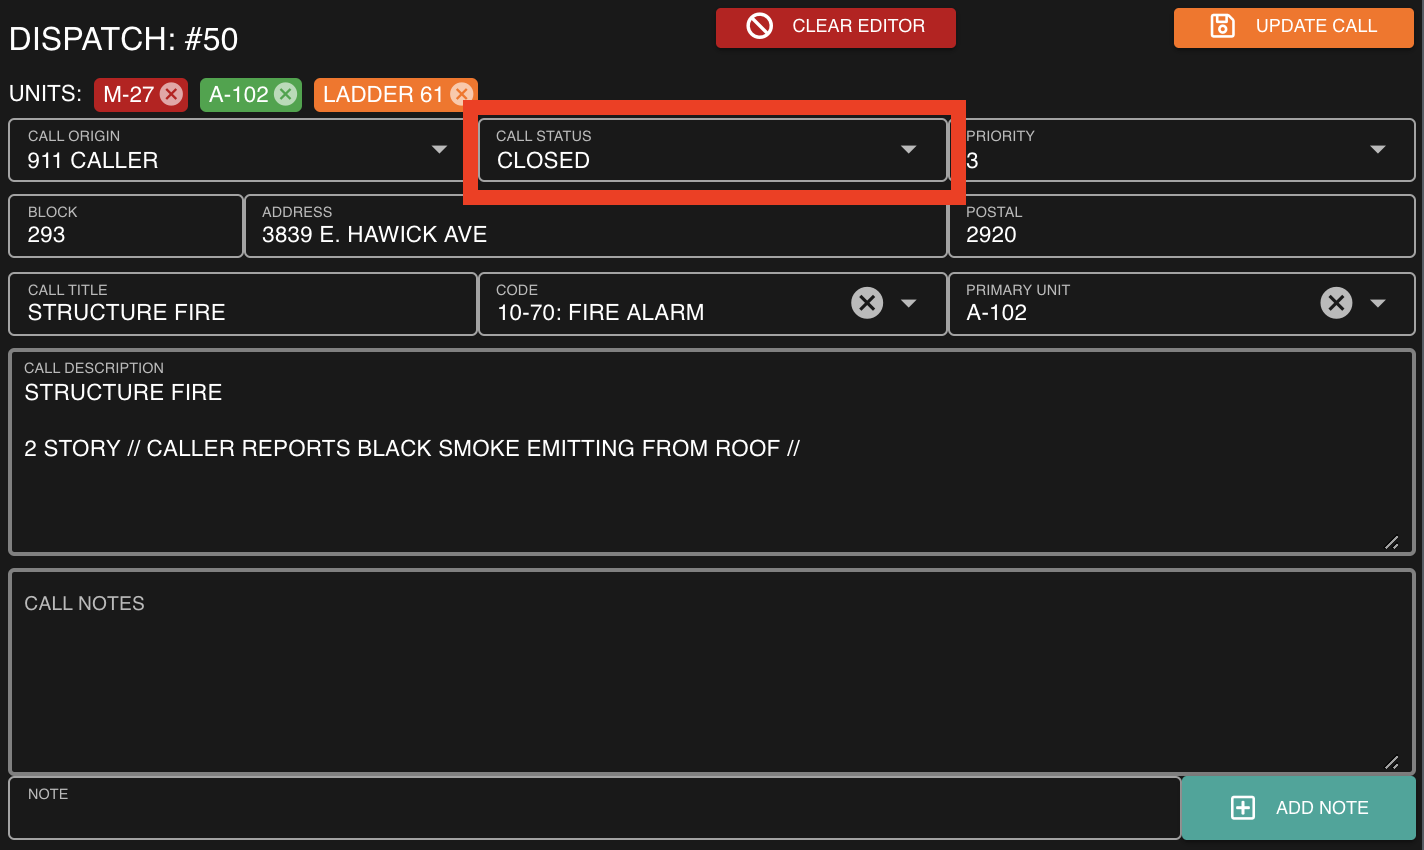 DISPATCH: #50
CLEAR EDITOR
UPDATE CALL
UNITS: M-27 A-102 LADDER 61
CALL ORIGIN
911 CALLER
CALL STATUS
CLOSED
PRIORITY
3
BLOCK
293
ADDRESS
3839 E. HAWICK AVE
POSTAL
2920
CALL TITLE
STRUCTURE FIRE
CODE
10-70: FIRE ALARM
PRIMARY UNIT
A-102
CALL DESCRIPTION
STRUCTURE FIRE
2 STORY // CALLER REPORTS BLACK SMOKE EMITTING FROM ROOF //
CALL NOTES
NOTE
ADD NOTE